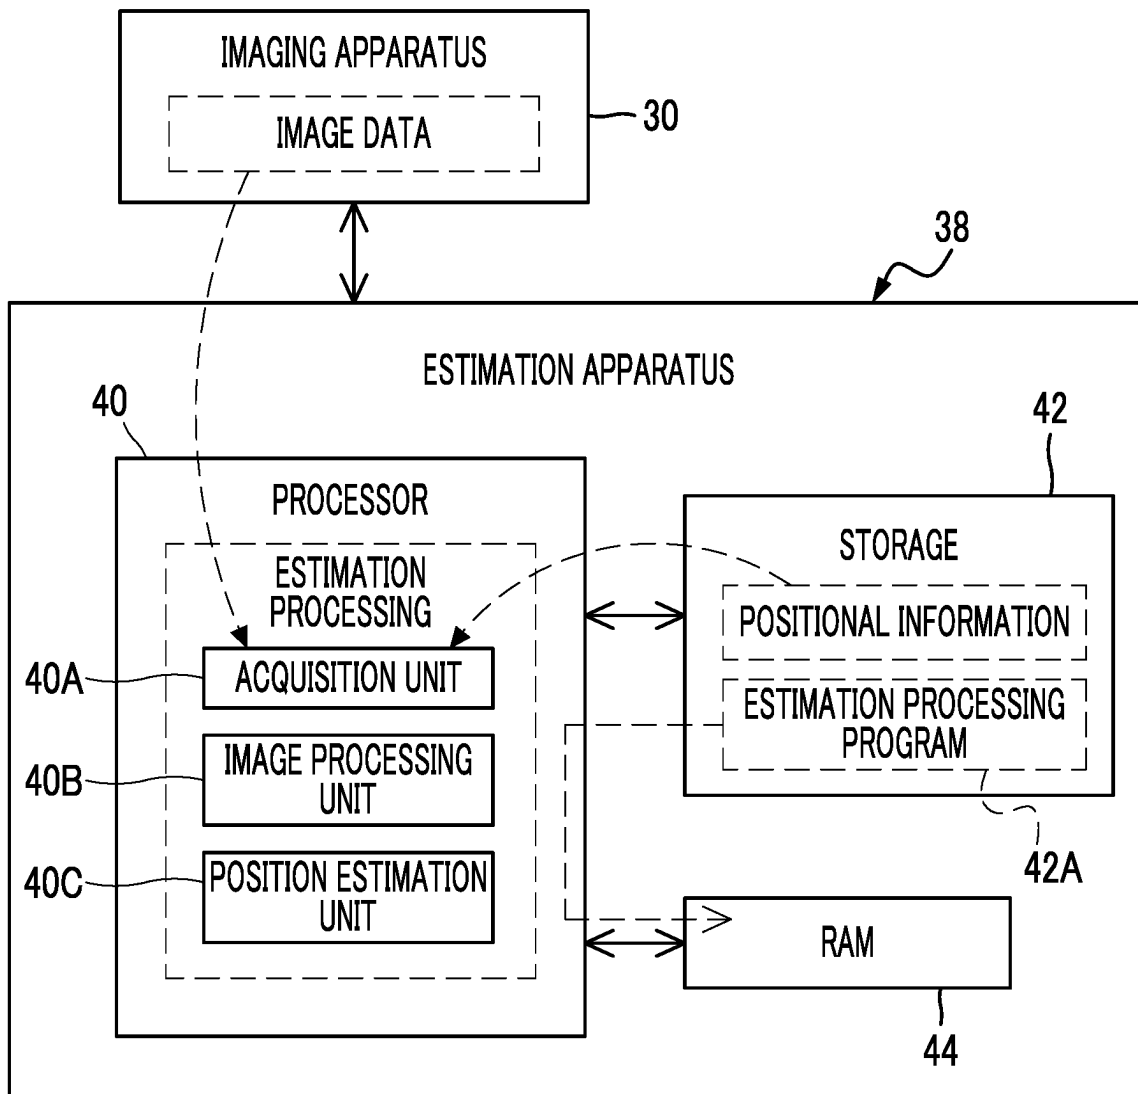 IMAGING APPARATUS
IMAGE DATA
30
38
ESTIMATION APPARATUS
40
42
PROCESSOR
STORAGE
ESTIMATION
PROCESSING
POSITIONAL INFORMATION
40A
ACQUISITION UNIT
ESTIMATION PROCESSING
PROGRAM
40B
IMAGE PROCESSING
UNIT
42A
40C
POSITION ESTIMATION
UNIT
RAM
44